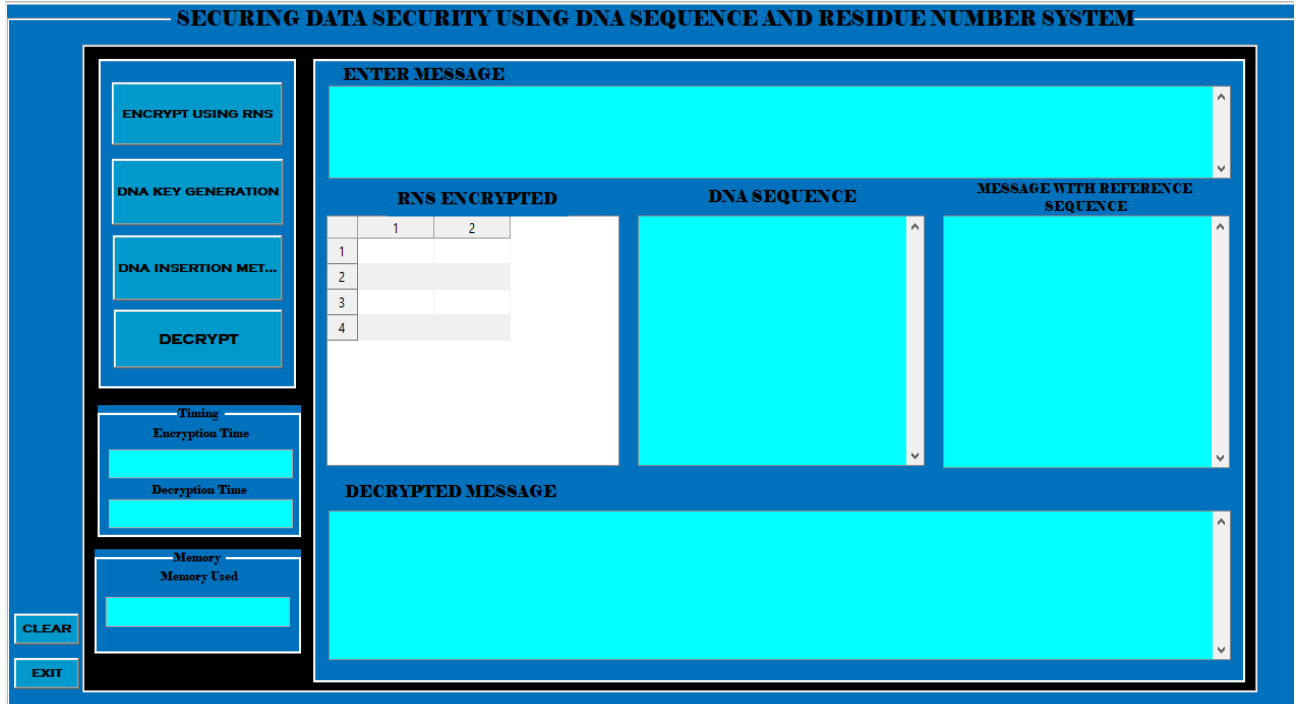 SECURING DATA SECURITY USING DNA SEQUENCE AND RESIDUE NUMBER SYSTEM
ENCRYPT USING RNS
DNA KEY GENERATION
DNA INSERTION MET...
DECRYPT
Timing
Encryption Time
Decryption Time
Memory
Memory Used
CLEAR
EXIT
ENTER MESSAGE
RNS ENCRYPTED
1 2
1
2
3
4
DNA SEQUENCE
MESSAGE WITH REFERENCE
SEQUENCE
DECRYPTED MESSAGE